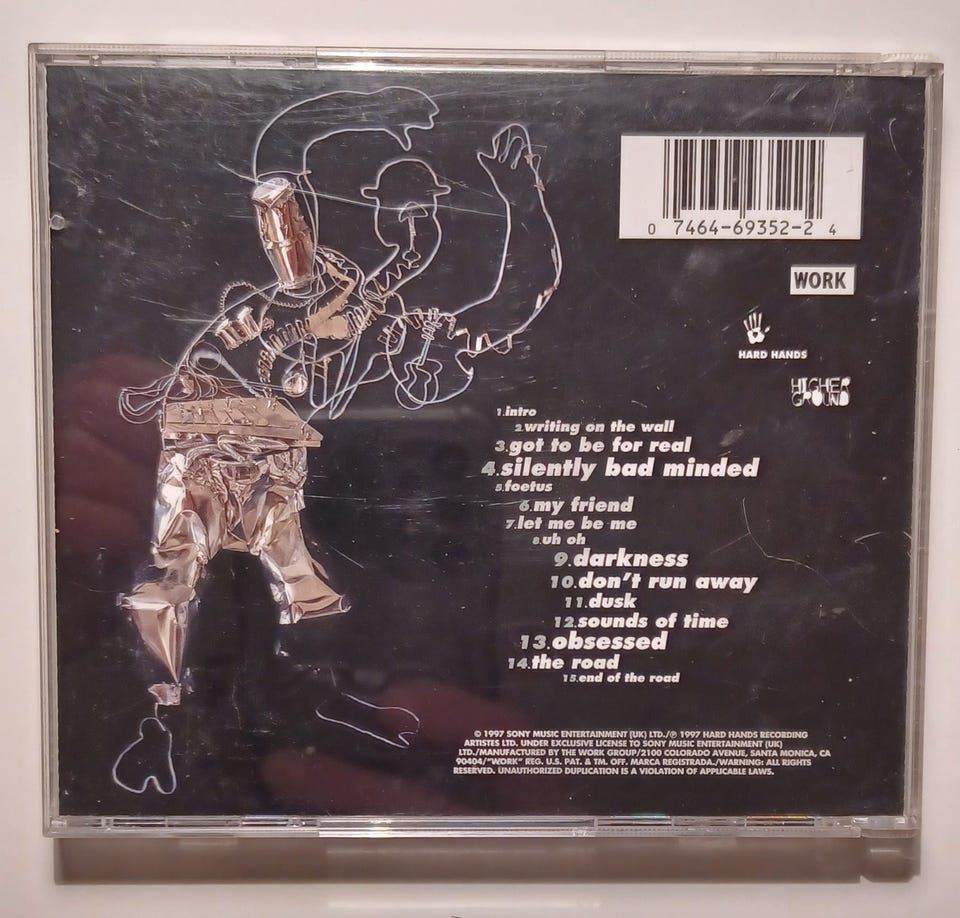 0 7464-69352-2 4
WORK
HARD HANDS
HIGHER
GROUND
1.intro
2.writing on the wall
3.got to be for real
4.silently bad minded
5.foetus
6.my friend
7.let me be me
8.uh oh
9.darkness
10.don't run away
11.dusk
12.sounds of time
13.obsessed
14.the road
15.end of the road
© 1997 SONY MUSIC ENTERTAINMENT (UK) LTD./℗ 1997 HARD HANDS RECORDING
ARTISTES LTD. UNDER EXCLUSIVE LICENSE TO SONY MUSIC ENTERTAINMENT (UK)
LTD./MANUFACTURED BY THE WORK GROUP/2100 COLORADO AVENUE, SANTA MONICA, CA
90404/"WORK" REG. U.S. PAT. & TM. OFF. MARCA REGISTRADA./WARNING: ALL RIGHTS
RESERVED. UNAUTHORIZED DUPLICATION IS A VIOLATION OF APPLICABLE LAWS.